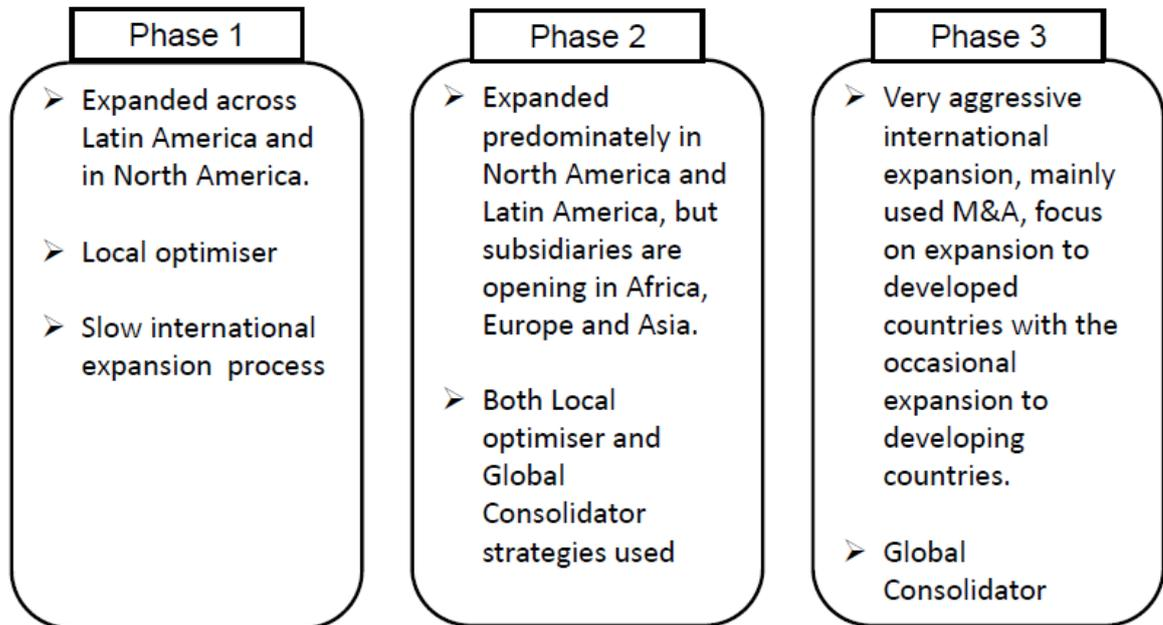 Phase 1
➢ Expanded across
Latin America and
in North America.
➢ Local optimiser
➢ Slow international
expansion process
Phase 2
➢ Expanded
predominately in
North America and
Latin America, but
subsidiaries are
opening in Africa,
Europe and Asia.
➢ Both Local
optimiser and
Global
Consolidator
strategies used
Phase 3
➢ Very aggressive
international
expansion, mainly
used M&A, focus
on expansion to
developed
countries with the
occasional
expansion to
developing
countries.
➢ Global
Consolidator